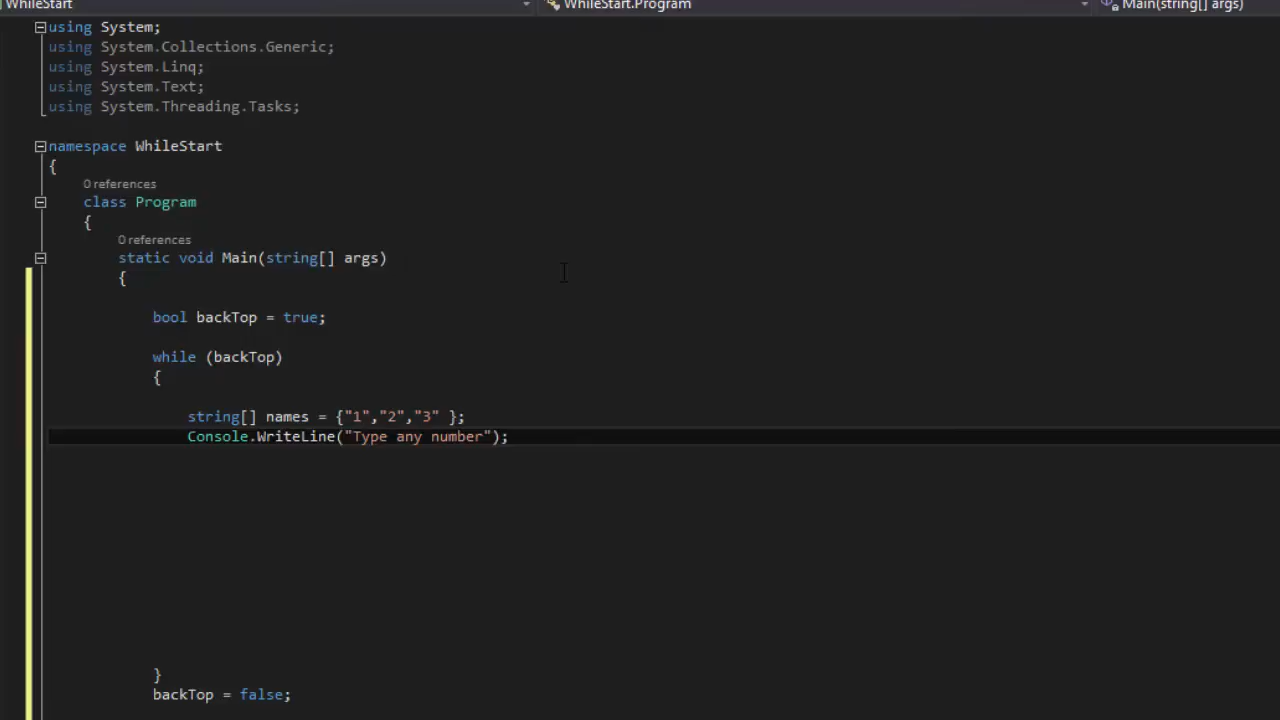 WhileStart WhileStart.Program Main(string[] args)
using System;
using System.Collections.Generic;
using System.Linq;
using System.Text;
using System.Threading.Tasks;
namespace WhileStart
{
0 references
class Program
{
0 references
static void Main(string[] args)
{
bool backTop = true;
while (backTop)
{
string[] names = {"1","2","3" };
Console.WriteLine("Type any number");
}
backTop = false;